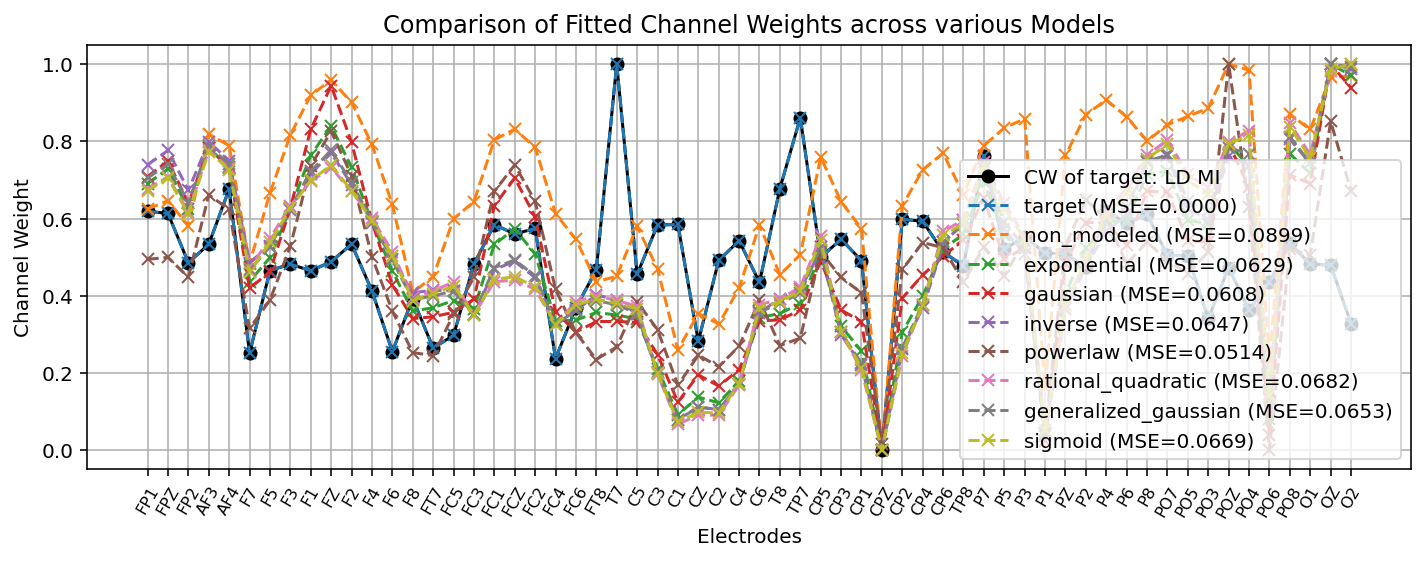 Comparison of Fitted Channel Weights across various Models
1.0
0.8
0.6
0.4
0.2
0.0
Channel Weight
CW of target: LD MI
target (MSE=0.0000)
non_modeled (MSE=0.0899)
exponential (MSE=0.0629)
gaussian (MSE=0.0608)
inverse (MSE=0.0647)
powerlaw (MSE=0.0514)
rational_quadratic (MSE=0.0682)
generalized_gaussian (MSE=0.0653)
sigmoid (MSE=0.0669)
FP1 FPZ FP2 AF3 AF4 F7 F5 F3 F1 FZ F2 F4 F6 F8 FT7 FC5 FC3 FC1 FCZ FC2 FC4 FC6 FT8 T7 C5 C3 C1 CZ C2 C4 C6 T8 TP7 CP5 CP3 CP1 CPZ CP2 CP4 CP6 TP8 P7 P5 P3 P1 PZ P2 P4 P6 P8 PO7 PO5 PO3 POZ PO4 PO6 PO8 O1 OZ O2
Electrodes